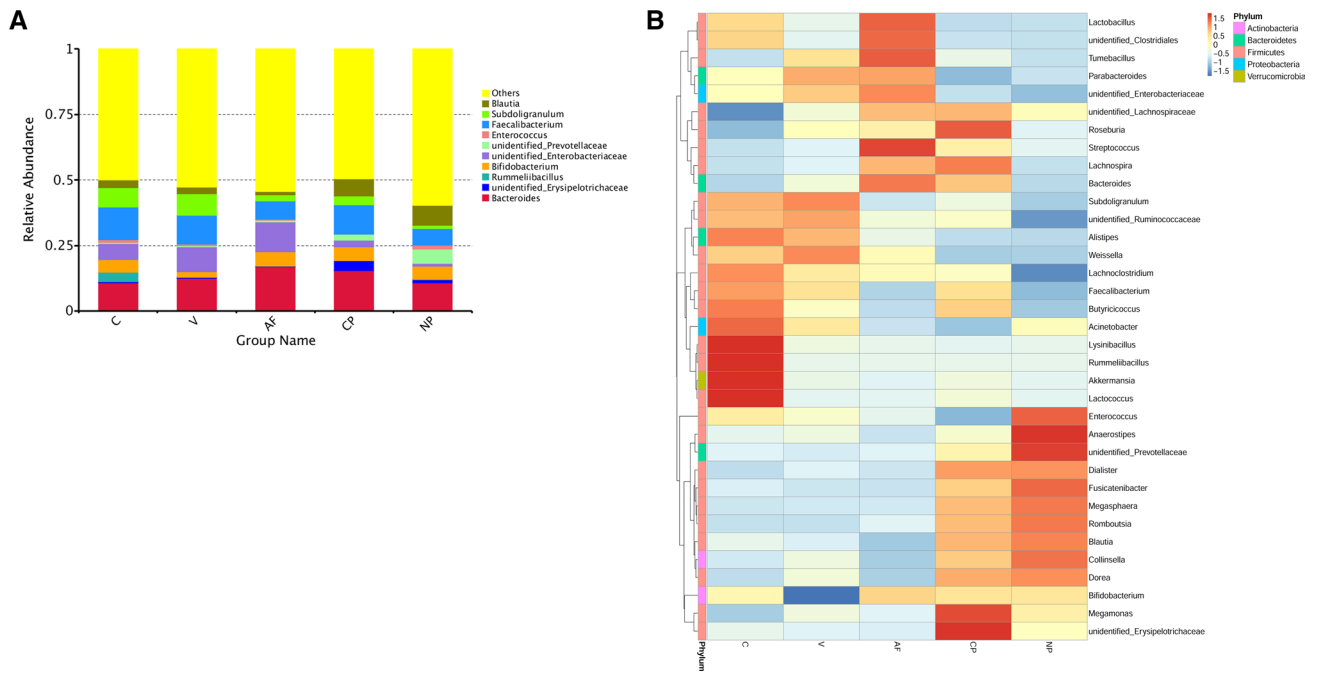 A
B
1
0.75
0.5
0.25
0
Relative Abundance
C
V
AF
CP
NP
Group Name
Others
Blautia
Subdoligranulum
Faecalibacterium
Enterococcus
unidentified_Prevotellaceae
unidentified_Enterobacteriaceae
Bifidobacterium
Rummeliibacillus
unidentified_Erysipelotrichaceae
Bacteroides
Lactobacillus
unidentified_Clostridiales
Tumebacillus
Parabacteroides
unidentified_Enterobacteriaceae
unidentified_Lachnospiraceae
Roseburia
Streptococcus
Lachnospira
Bacteroides
Subdoligranulum
unidentified_Ruminococcaceae
Alistipes
Weissella
Lachnoclostridium
Faecalibacterium
Butyricicoccus
Acinetobacter
Lysinibacillus
Rummeliibacillus
Akkermansia
Lactococcus
Enterococcus
Anaerostipes
unidentified_Prevotellaceae
Dialister
Fusicatenibacter
Megasphaera
Romboutsia
Blautia
Collinsella
Dorea
Bifidobacterium
Megamonas
unidentified_Erysipelotrichaceae
Phylum
C
V
AF
CP
NP
1.5
1
0.5
0
−0.5
−1
−1.5
Phylum
Actinobacteria
Bacteroidetes
Firmicutes
Proteobacteria
Verrucomicrobia